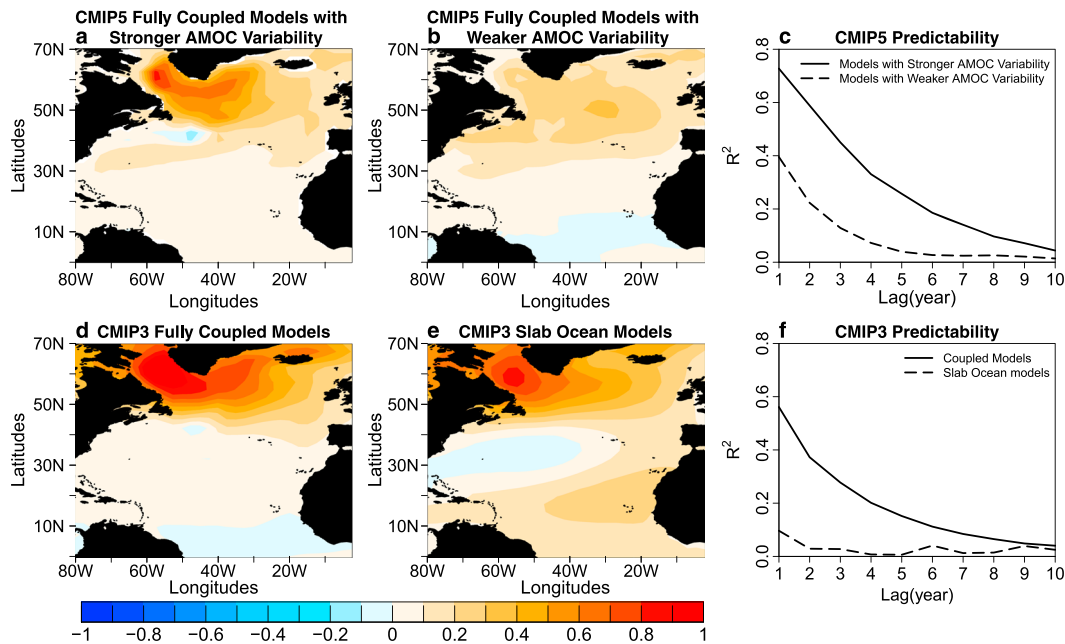 CMIP5 Fully Coupled Models with
Stronger AMOC Variability
a
70N
50N
30N
10N
Latitudes
80W 60W 40W 20W
Longitudes
CMIP5 Fully Coupled Models with
Weaker AMOC Variability
b
70N
50N
30N
10N
Latitudes
80W 60W 40W 20W
Longitudes
c CMIP5 Predictability
Models with Stronger AMOC Variability
Models with Weaker AMOC Variability
0.8
0.6
0.4
0.2
0.0
R²
1 2 3 4 5 6 7 8 9 10
Lag(year)
d CMIP3 Fully Coupled Models
70N
50N
30N
10N
Latitudes
80W 60W 40W 20W
Longitudes
e CMIP3 Slab Ocean Models
70N
50N
30N
10N
Latitudes
80W 60W 40W 20W
Longitudes
f CMIP3 Predictability
Coupled Models
Slab Ocean models
0.8
0.6
0.4
0.2
0.0
R²
1 2 3 4 5 6 7 8 9 10
Lag(year)
−1 −0.8 −0.6 −0.4 −0.2 0 0.2 0.4 0.6 0.8 1